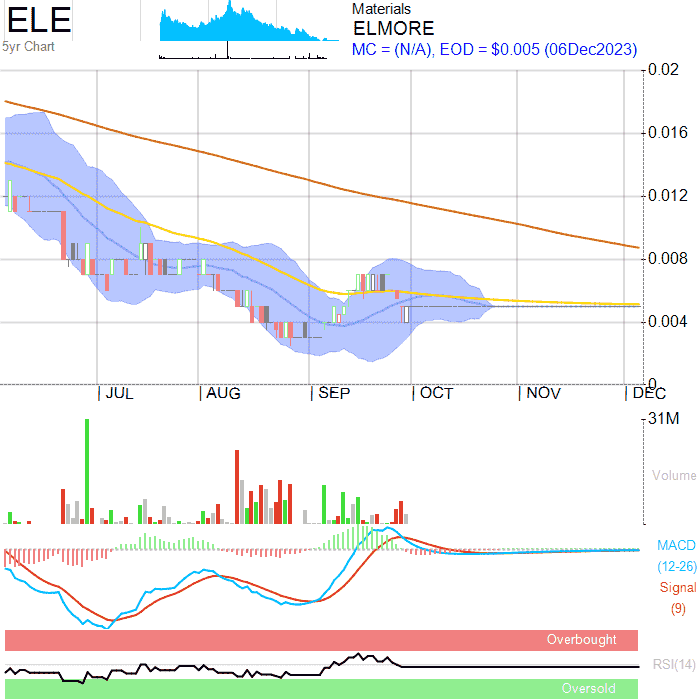 ELE
5yr Chart
Materials
ELMORE
MC = (N/A), EOD = $0.005 (06Dec2023)
0.02
0.016
0.012
0.008
0.004
0
JUL
AUG
SEP
OCT
NOV
DEC
31M
Volume
MACD
(12-26)
Signal
(9)
Overbought
RSI(14)
Oversold